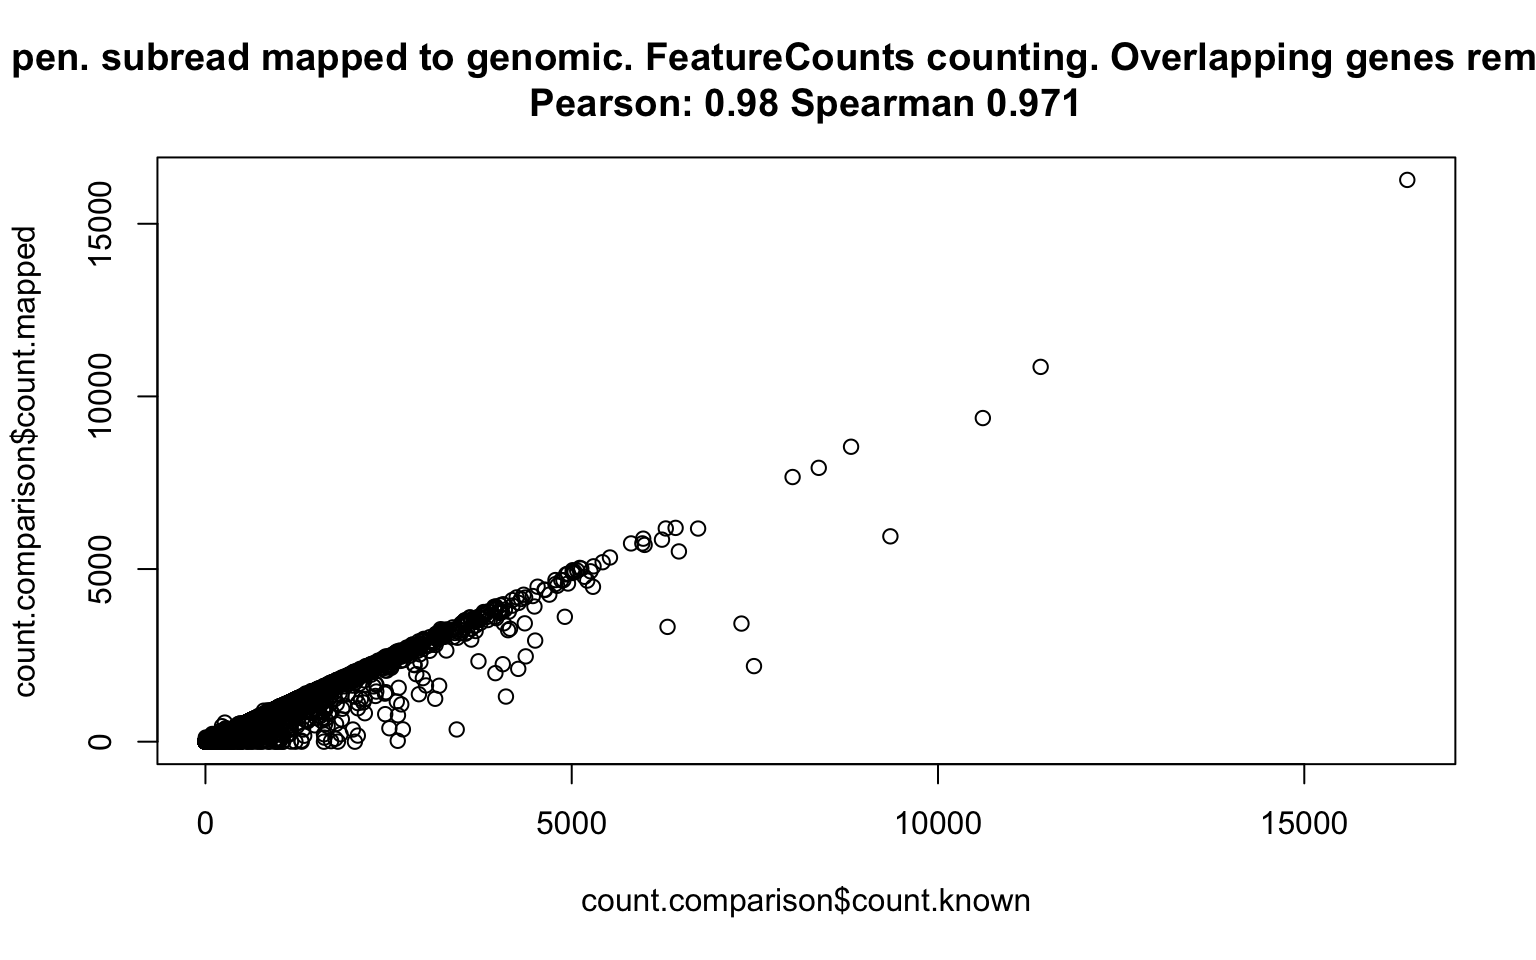 pen. subread mapped to genomic. FeatureCounts counting. Overlapping genes rem
Pearson: 0.98 Spearman 0.971
count.comparison$count.mapped
15000
10000
5000
0
0 5000 10000 15000
count.comparison$count.known